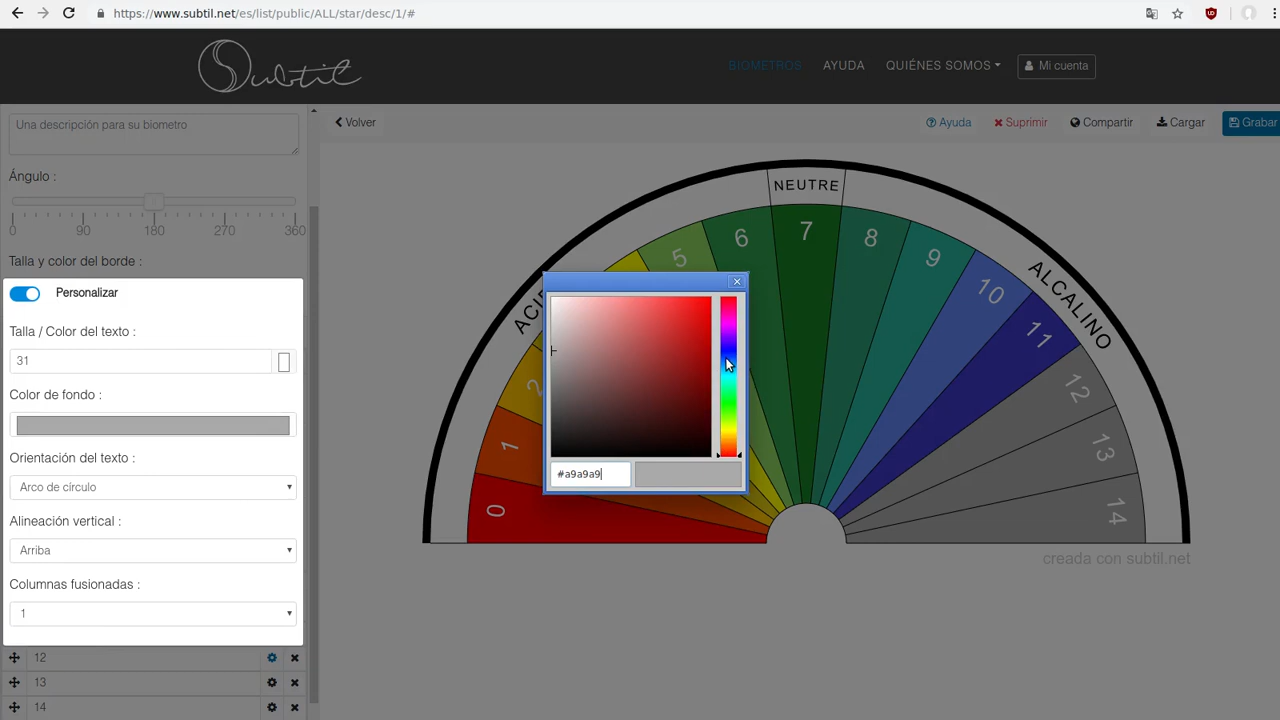 https://www.subtil.net/es/list/public/ALL/star/desc/1/#
Subtil
BIOMETROS
AYUDA
QUIÉNES SOMOS
Mi cuenta
Una descripción para su biometro
Volver
Ayuda
Suprimir
Compartir
Cargar
Grabar
Ángulo :
0 90 180 270 360
Talla y color del borde :
Personalizar
Talla / Color del texto :
31
Color de fondo :
Orientación del texto :
Arco de círculo
Alineación vertical :
Arriba
Columnas fusionadas :
1
12
13
14
NEUTRE
ALCALINO
0
1
2
5
6
7
8
9
10
11
12
13
14
#a9a9a9
creada con subtil.net